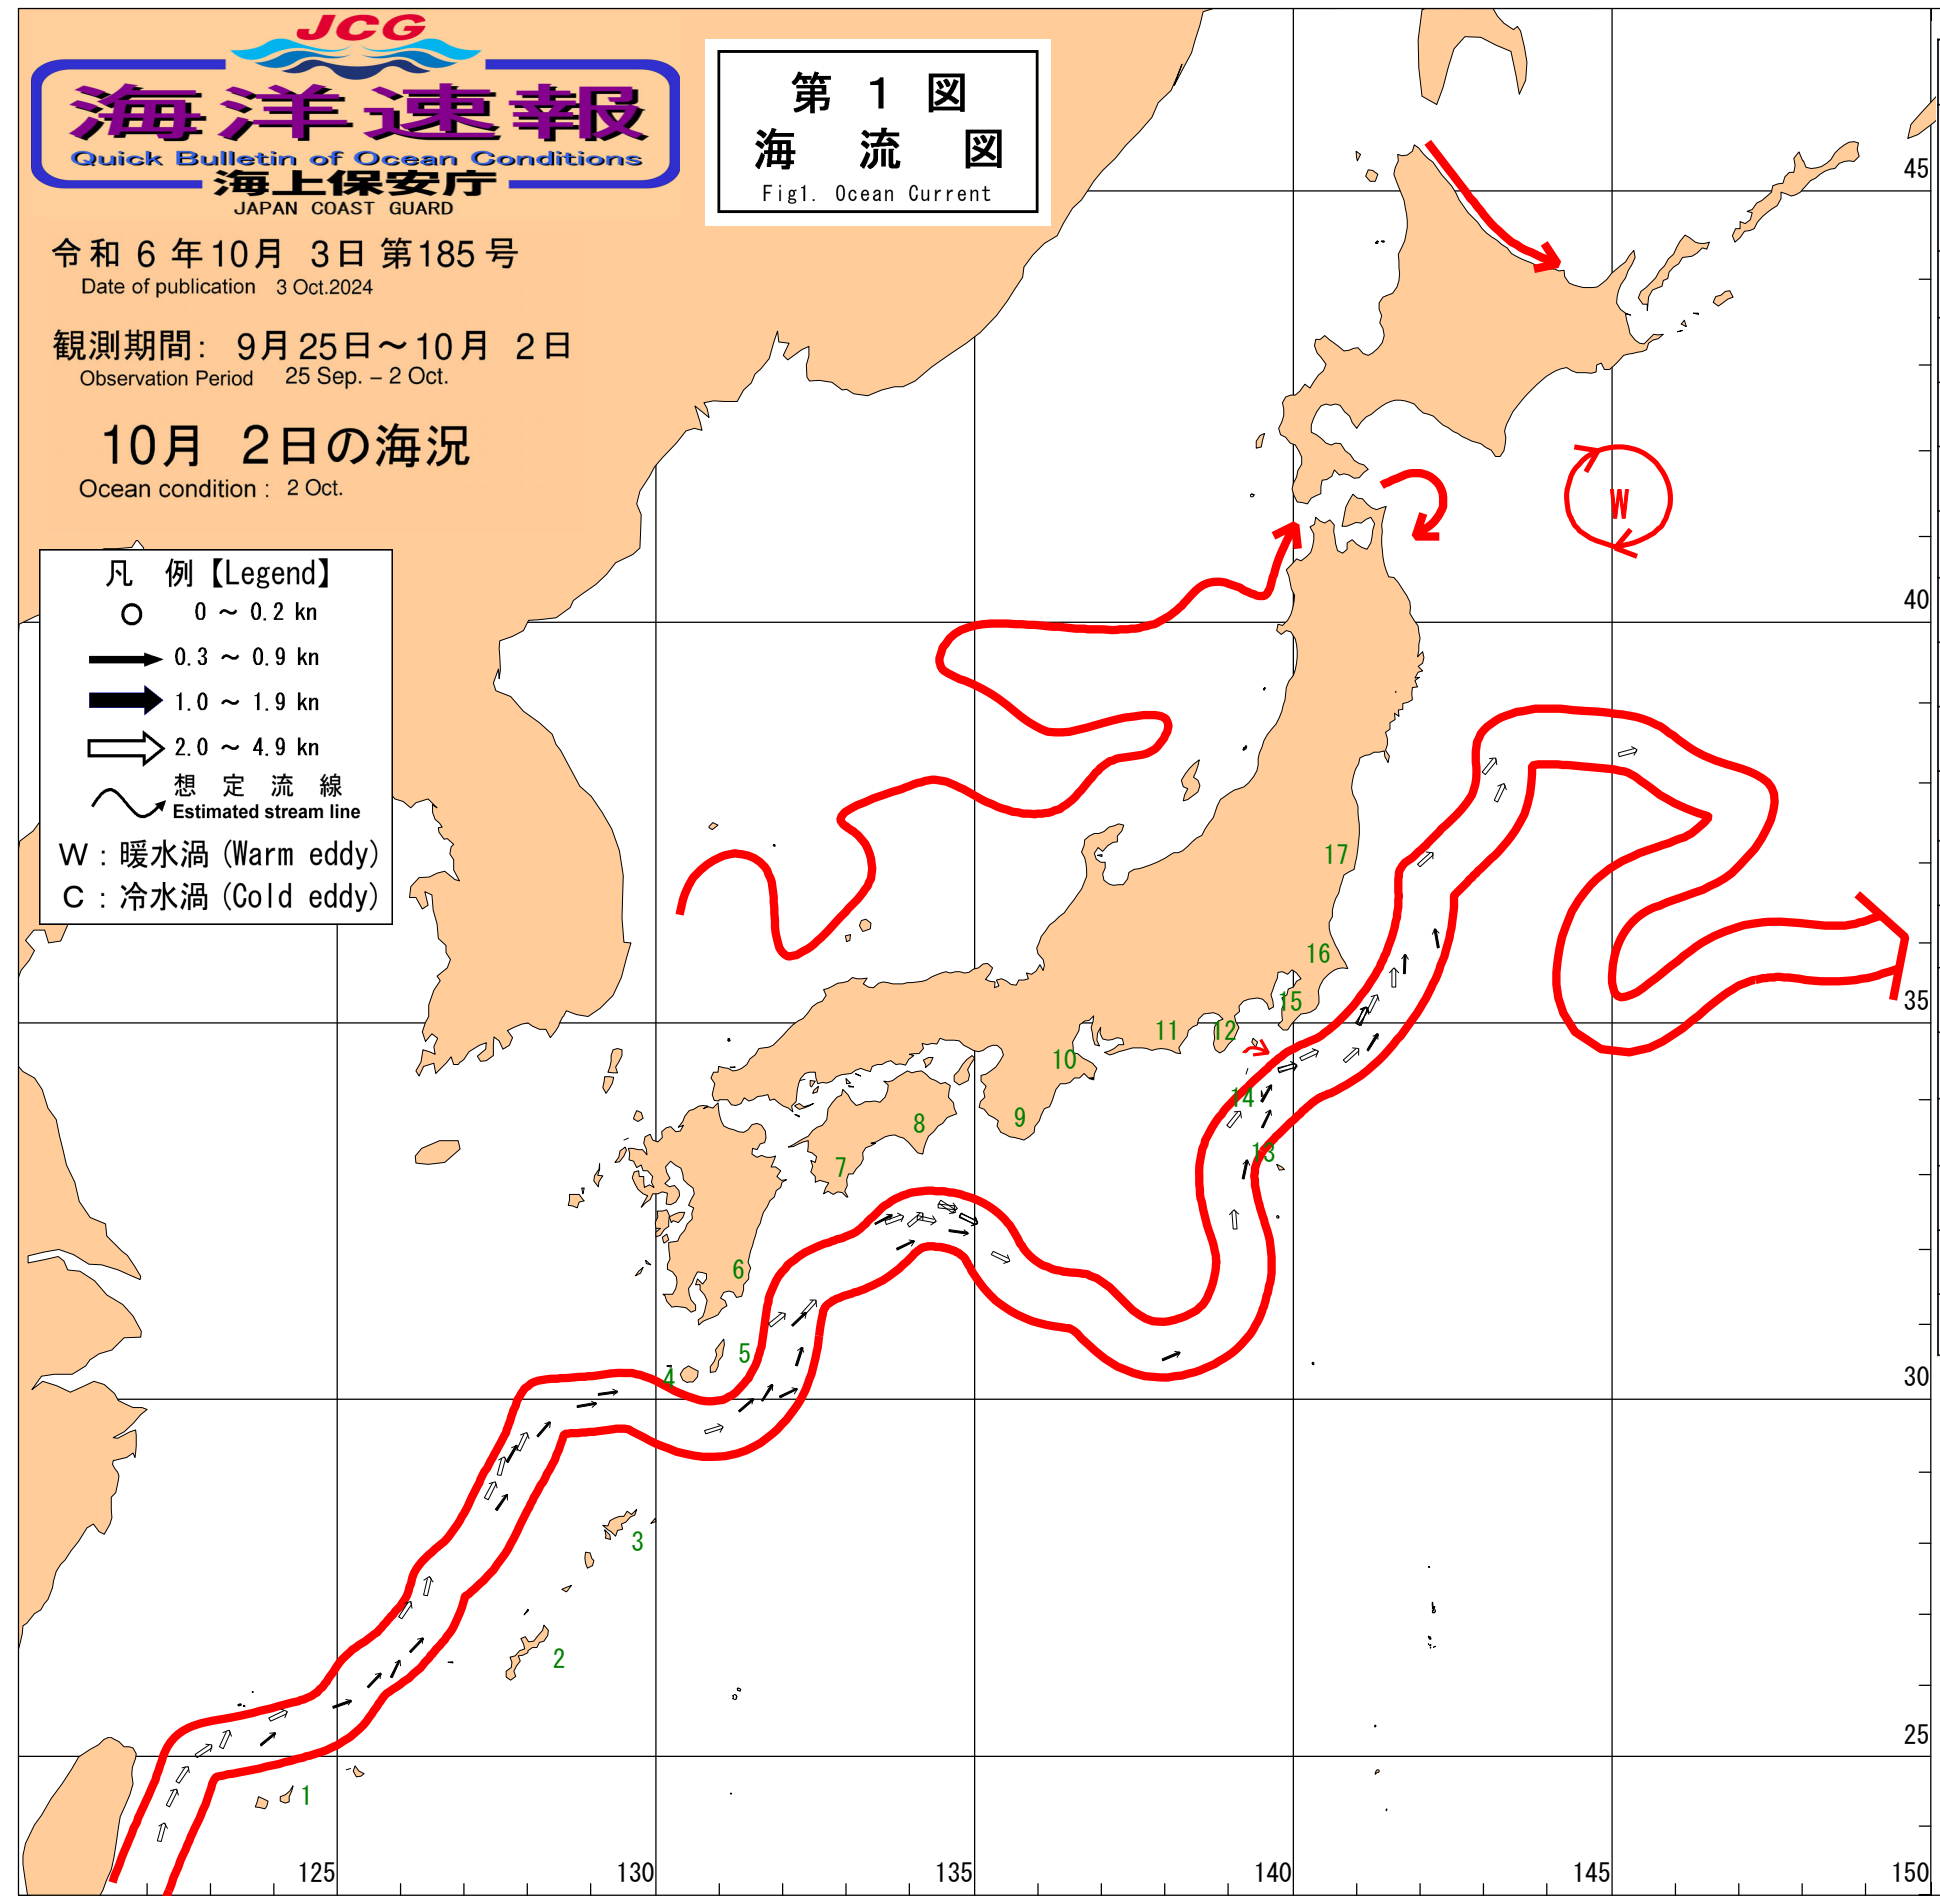 JCG
海洋速報
Quick Bulletin of Ocean Conditions
海上保安庁
JAPAN COAST GUARD
第 1 図
海 流 図
Fig1. Ocean Current
令和 6 年10月 3日 第185号
Date of publication 3 Oct.2024
観測期間: 9月25日～10月 2日
Observation Period 25 Sep. – 2 Oct.
10月 2日の海況
Ocean condition : 2 Oct.
凡 例【Legend】
0 ～ 0.2 kn
0.3 ～ 0.9 kn
1.0 ～ 1.9 kn
2.0 ～ 4.9 kn
想 定 流 線
Estimated stream line
W : 暖水渦 (Warm eddy)
C : 冷水渦 (Cold eddy)
45
W
40
17
16
15
35
12
11
10
14
9
8
13
7
6
5
4
30
3
2
25
1
125
130
135
140
145
150